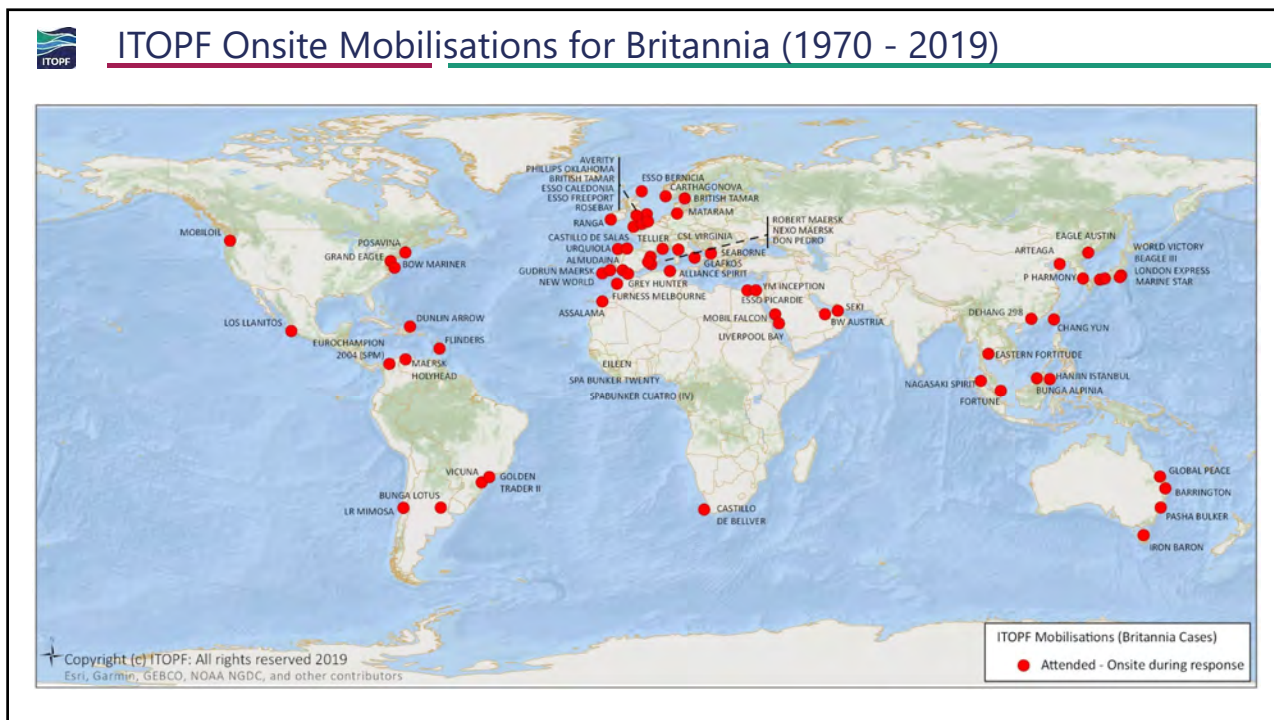 ITOPF
ITOPF Onsite Mobilisations for Britannia (1970 - 2019)
AVERITY
PHILLIPS OKLAHOMA
BRITISH TAMAR
ESSO CALEDONIA
ESSO FREEPORT
ROSEBAY
ESSO BERNICIA
CARTHAGONOVA
BRITISH TAMAR
MATARAM
RANGA
ROBERT MAERSK
NEXO MAERSK
DON PEDRO
CASTILLO DE SALAS
TELLIER
CSL VIRGINIA
URQUIOLA
SEABORNE
ALMUDAINA
GLAFKOS
GUDRUN MAERSK
ALLIANCE SPIRIT
NEW WORLD
GREY HUNTER
YM INCEPTION
FURNESS MELBOURNE
ESSO PICARDIE
ASSALAMA
MOBIL FALCON
SEKI
BW AUSTRIA
LIVERPOOL BAY
MOBILOIL
POSAVINA
GRAND EAGLE
BOW MARINER
LOS LLANITOS
DUNLIN ARROW
EUROCHAMPION
2004 (SPM)
FLINDERS
MAERSK
HOLYHEAD
EILEEN
SPA BUNKER TWENTY
SPABUNKER CUATRO (IV)
EAGLE AUSTIN
ARTEAGA
WORLD VICTORY
BEAGLE III
LONDON EXPRESS
MARINE STAR
P HARMONY
DEHANG 298
CHANG YUN
EASTERN FORTITUDE
NAGASAKI SPIRIT
HANJIN ISTANBUL
BUNGA ALPINIA
FORTUNE
VICUNA
GOLDEN
TRADER II
BUNGA LOTUS
LR MIMOSA
CASTILLO
DE BELLVER
GLOBAL PEACE
BARRINGTON
PASHA BULKER
IRON BARON
ITOPF Mobilisations (Britannia Cases)
Attended - Onsite during response
Copyright (c) ITOPF: All rights reserved 2019
Esri, Garmin, GEBCO, NOAA NGDC, and other contributors